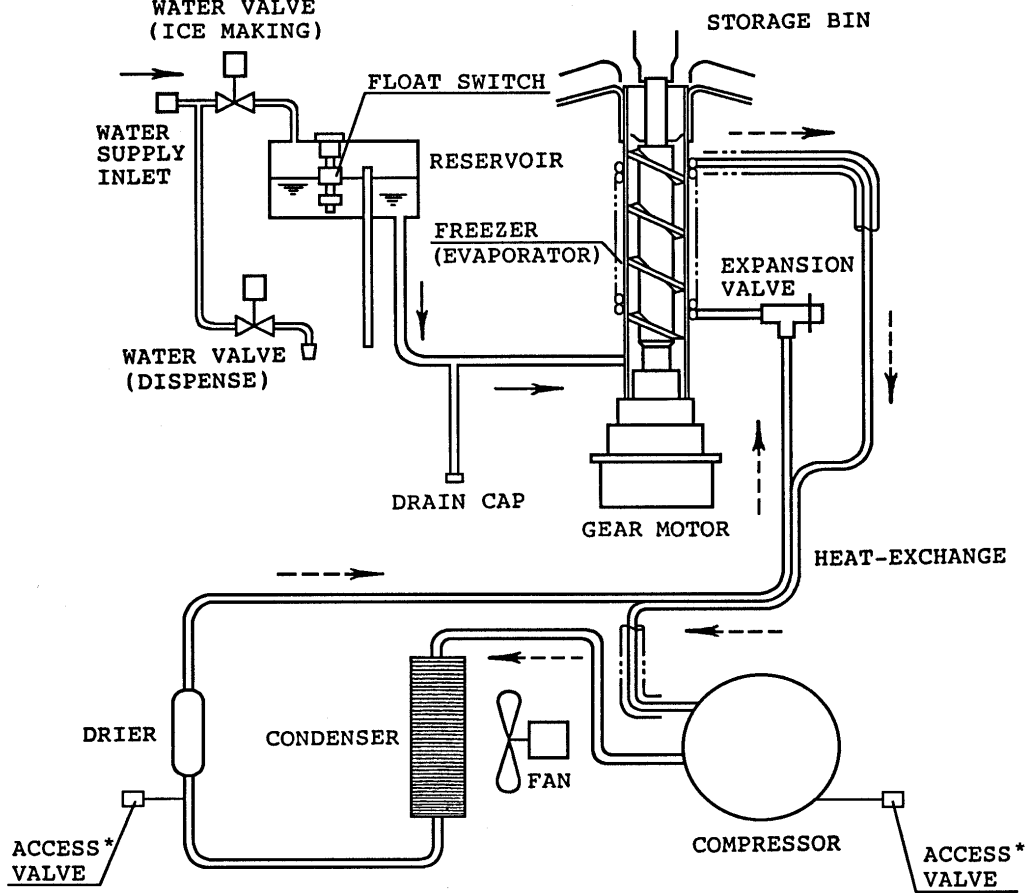 WATER VALVE
(ICE MAKING)
STORAGE BIN
FLOAT SWITCH
WATER
SUPPLY
INLET
RESERVOIR
FREEZER
(EVAPORATOR)
EXPANSION
VALVE
WATER VALVE
(DISPENSE)
DRAIN CAP
GEAR MOTOR
HEAT-EXCHANGE
DRIER
CONDENSER
FAN
COMPRESSOR
ACCESS*
VALVE
ACCESS*
VALVE